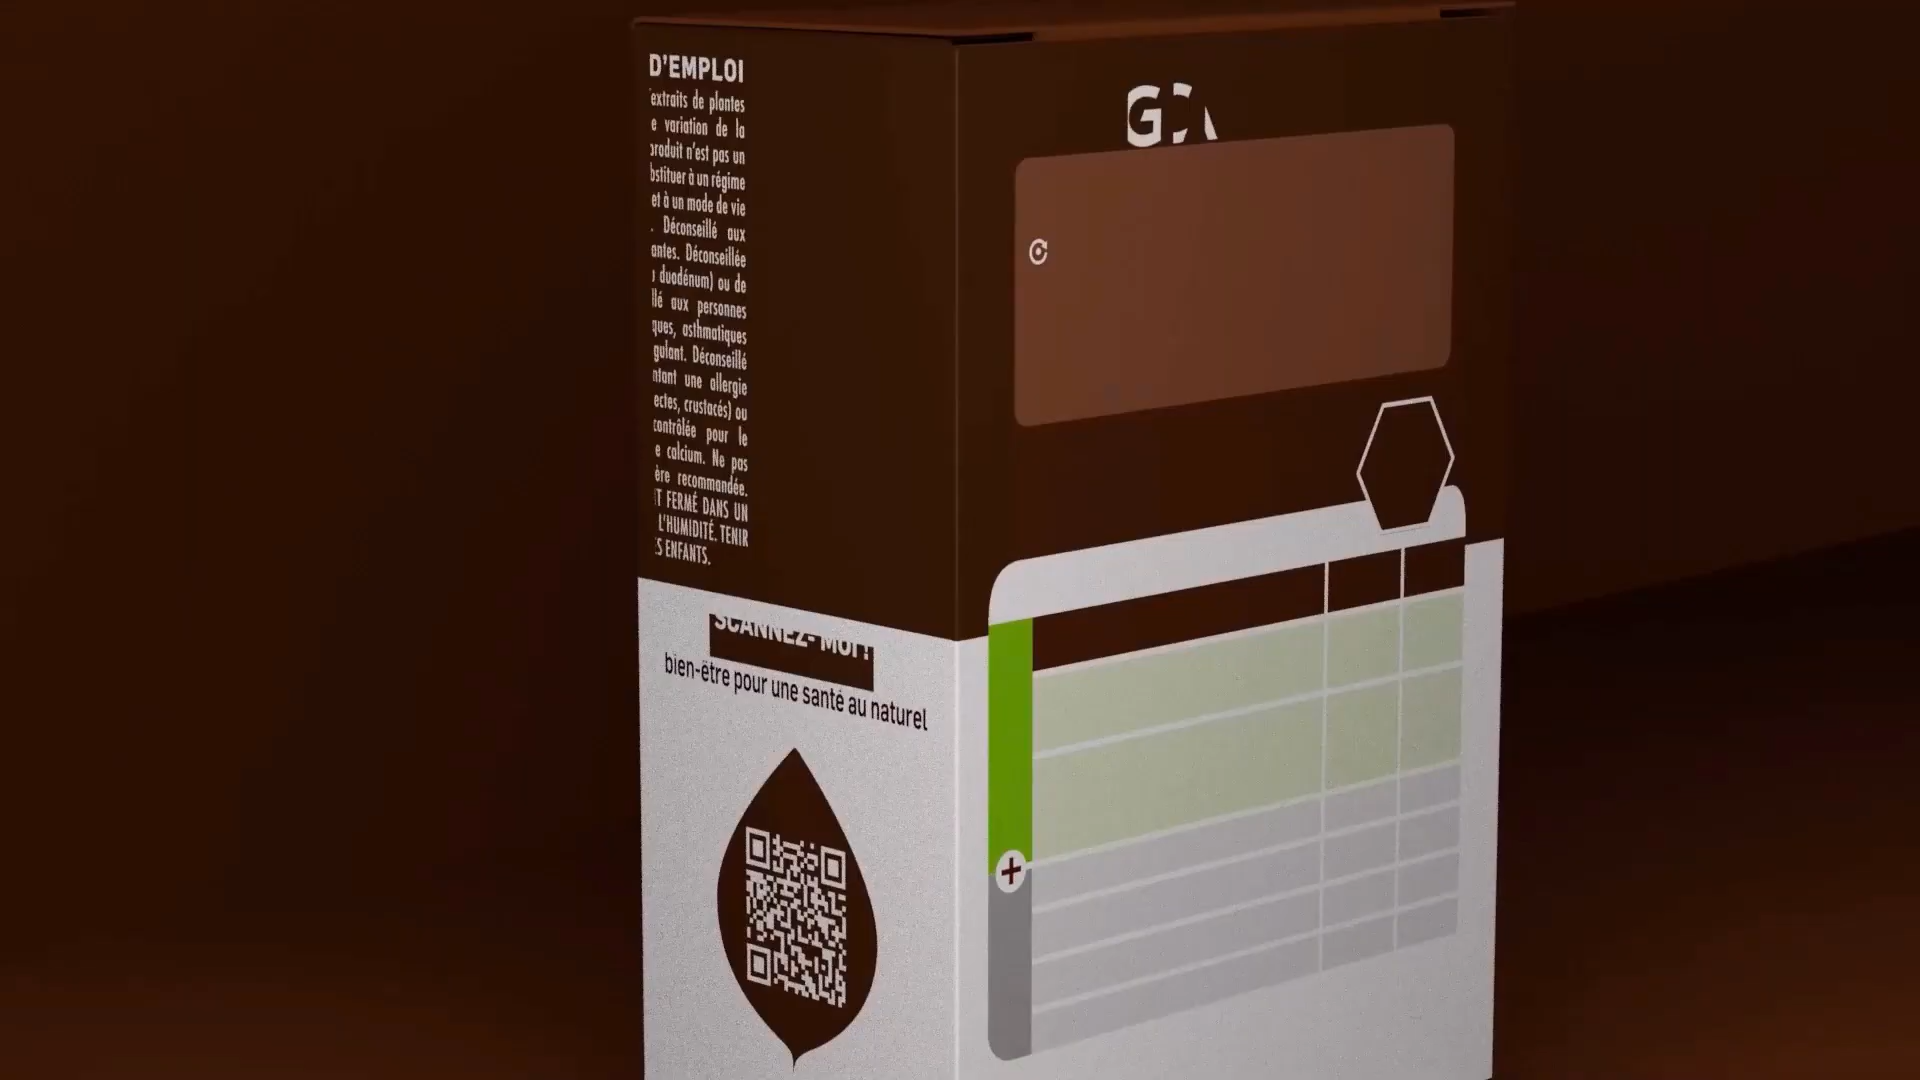 D'EMPLOI
extraits de plantes
e variation de la
produit n'est pas un
bstituer à un régime
et à un mode de vie
. Déconseillé aux
antes. Déconseillée
duodénum) ou de
llé aux personnes
ques, asthmatiques
gulant. Déconseillé
ntant une allergie
ectes, crustacés) ou
contrôlée pour le
e calcium. Ne pas
ère recommandée.
T FERMÉ DANS UN
L'HUMIDITÉ. TENIR
S ENFANTS.
SCANNEZ- MOI !
bien-être pour une santé au naturel
G